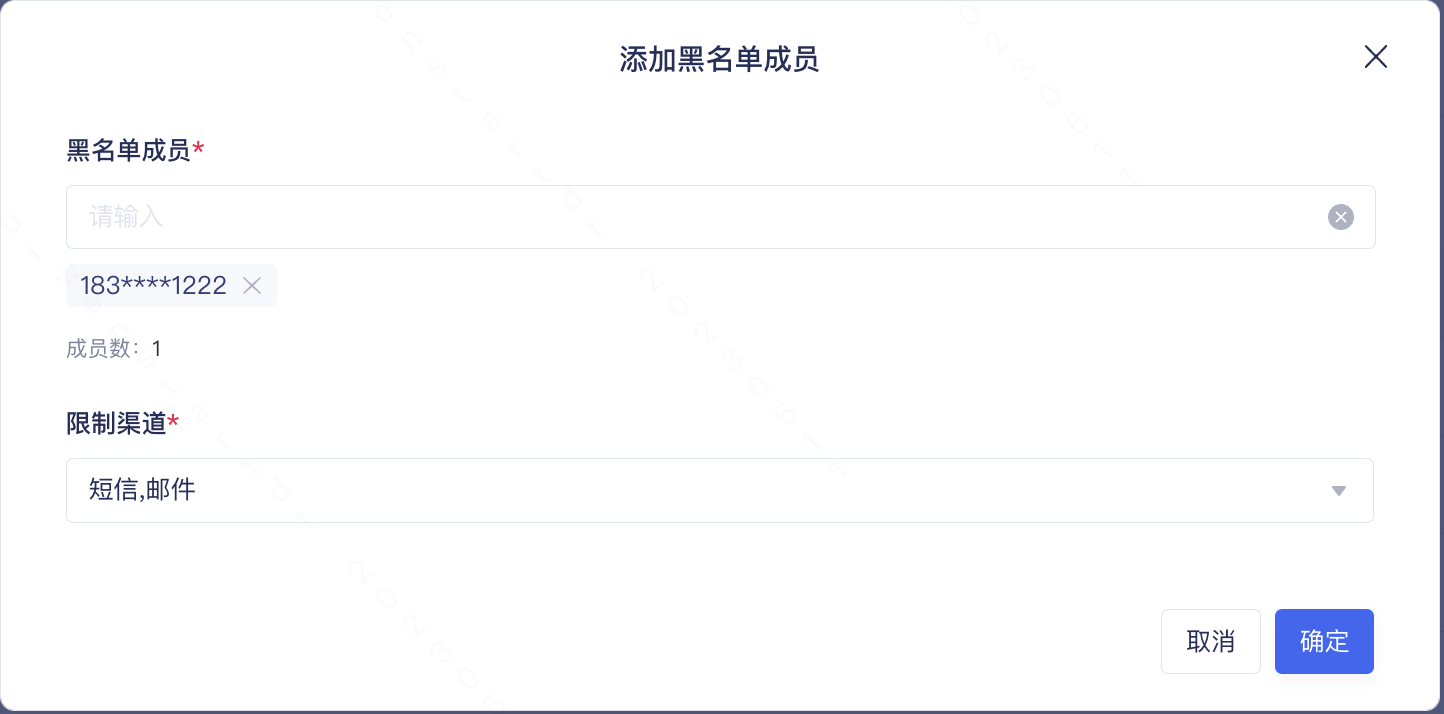 添加黑名单成员
黑名单成员*
请输入
183****1222
成员数：1
限制渠道*
短信,邮件
取消
确定